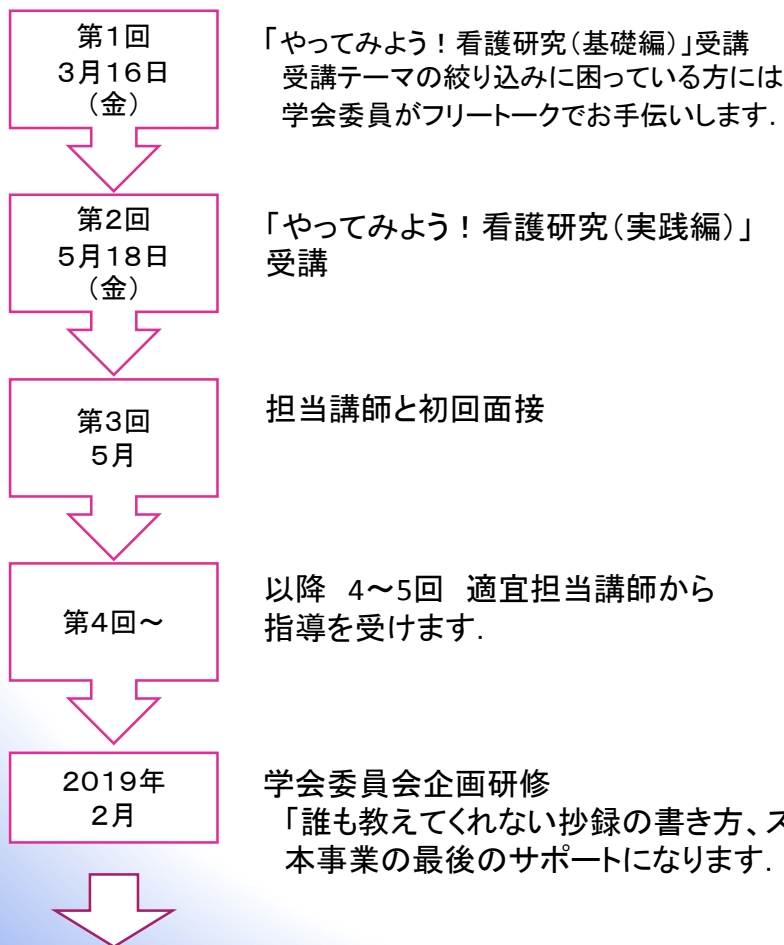 第1回
3月16日
（金）
「やってみよう！看護研究（基礎編）」受講
受講テーマの絞り込みに困っている方には
学会委員がフリートークでお手伝いします．
第2回
5月18日
（金）
「やってみよう！看護研究（実践編）」
受講
第3回
5月
担当講師と初回面接
第4回～
以降　4～5回　適宜担当講師から
指導を受けます．
2019年
2月
学会委員会企画研修
「誰も教えてくれない抄録の書き方、ス
本事業の最後のサポートになります．